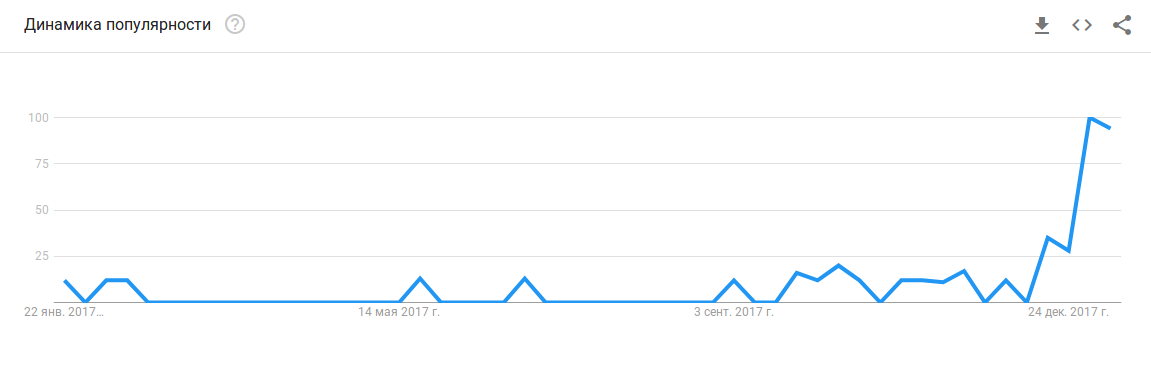 Динамика популярности ?
100
75
50
25
22 янв. 2017…
14 мая 2017 г.
3 сент. 2017 г.
24 дек. 2017 г.